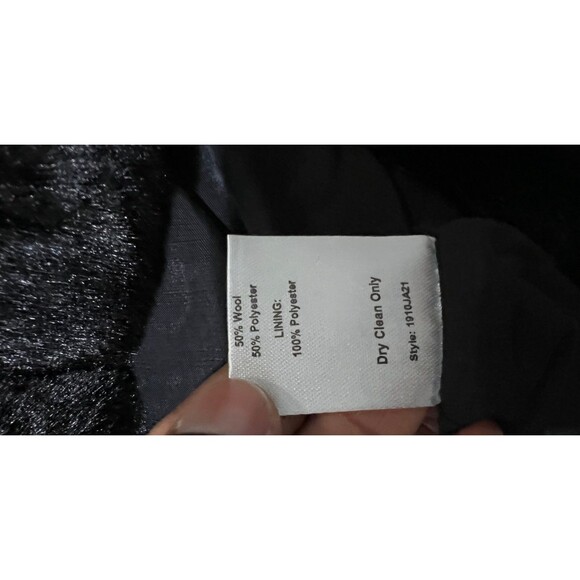 50% Wool
50% Polyester
LINING:
100% Polyester
Dry Clean Only
Style: 1910JA21